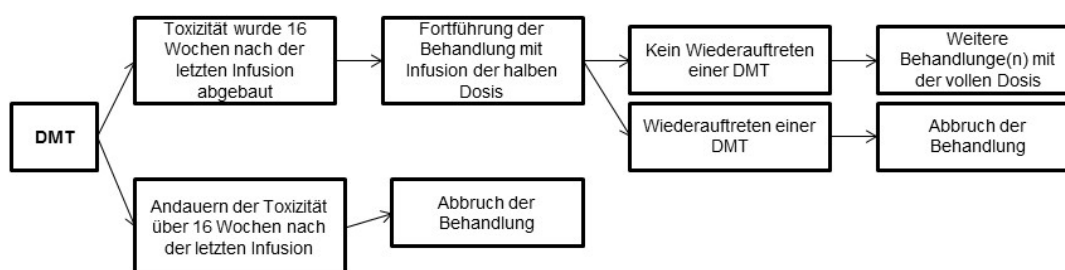 DMT
Toxizität wurde 16
Wochen nach der
letzten Infusion
abgebaut
Fortführung der
Behandlung mit
Infusion der halben
Dosis
Kein Wiederauftreten
einer DMT
Weitere
Behandlunge(n) mit
der vollen Dosis
Wiederauftreten einer
DMT
Abbruch der
Behandlung
Andauern der Toxizität
über 16 Wochen nach
der letzten Infusion
Abbruch der
Behandlung